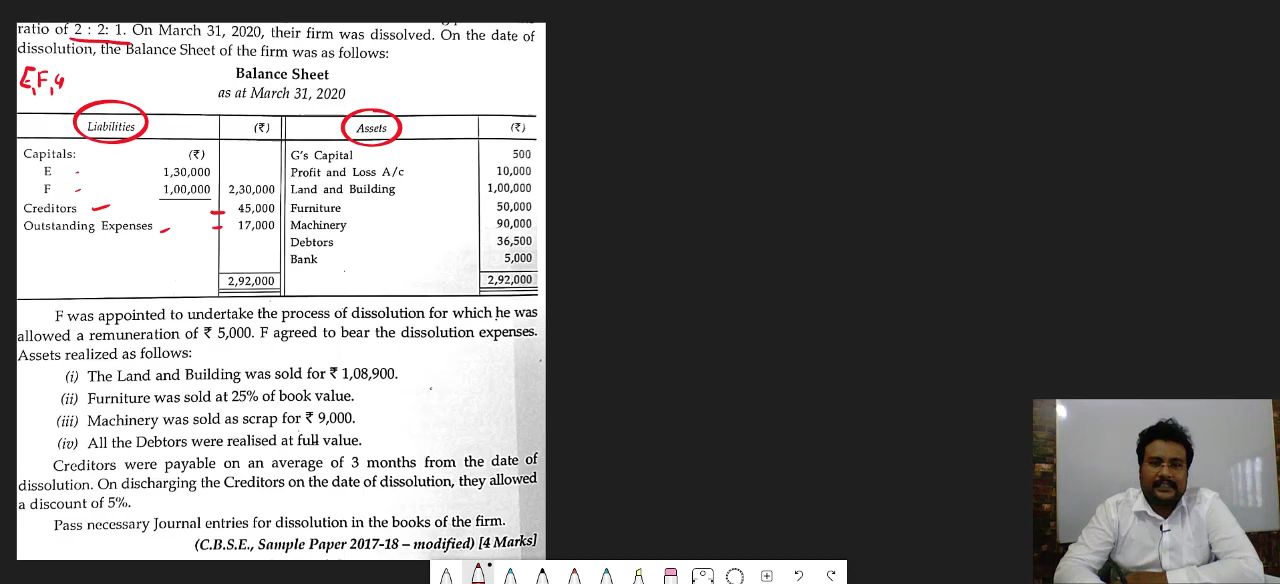 ratio of 2 : 2: 1. On March 31, 2020, their firm was dissolved. On the date of
dissolution, the Balance Sheet of the firm was as follows:
E, F, G
Balance Sheet
as at March 31, 2020
Liabilities (₹) Assets (₹)
Capitals: (₹) G's Capital 500
E 1,30,000 Profit and Loss A/c 10,000
F 1,00,000 2,30,000 Land and Building 1,00,000
Creditors 45,000 Furniture 50,000
Outstanding Expenses 17,000 Machinery 90,000
Debtors 36,500
Bank 5,000
2,92,000 2,92,000
F was appointed to undertake the process of dissolution for which he was
allowed a remuneration of ₹ 5,000. F agreed to bear the dissolution expenses.
Assets realized as follows:
(i) The Land and Building was sold for ₹ 1,08,900.
(ii) Furniture was sold at 25% of book value.
(iii) Machinery was sold as scrap for ₹ 9,000.
(iv) All the Debtors were realised at full value.
Creditors were payable on an average of 3 months from the date of
dissolution. On discharging the Creditors on the date of dissolution, they allowed
a discount of 5%.
Pass necessary Journal entries for dissolution in the books of the firm.
(C.B.S.E., Sample Paper 2017-18 – modified) [4 Marks]